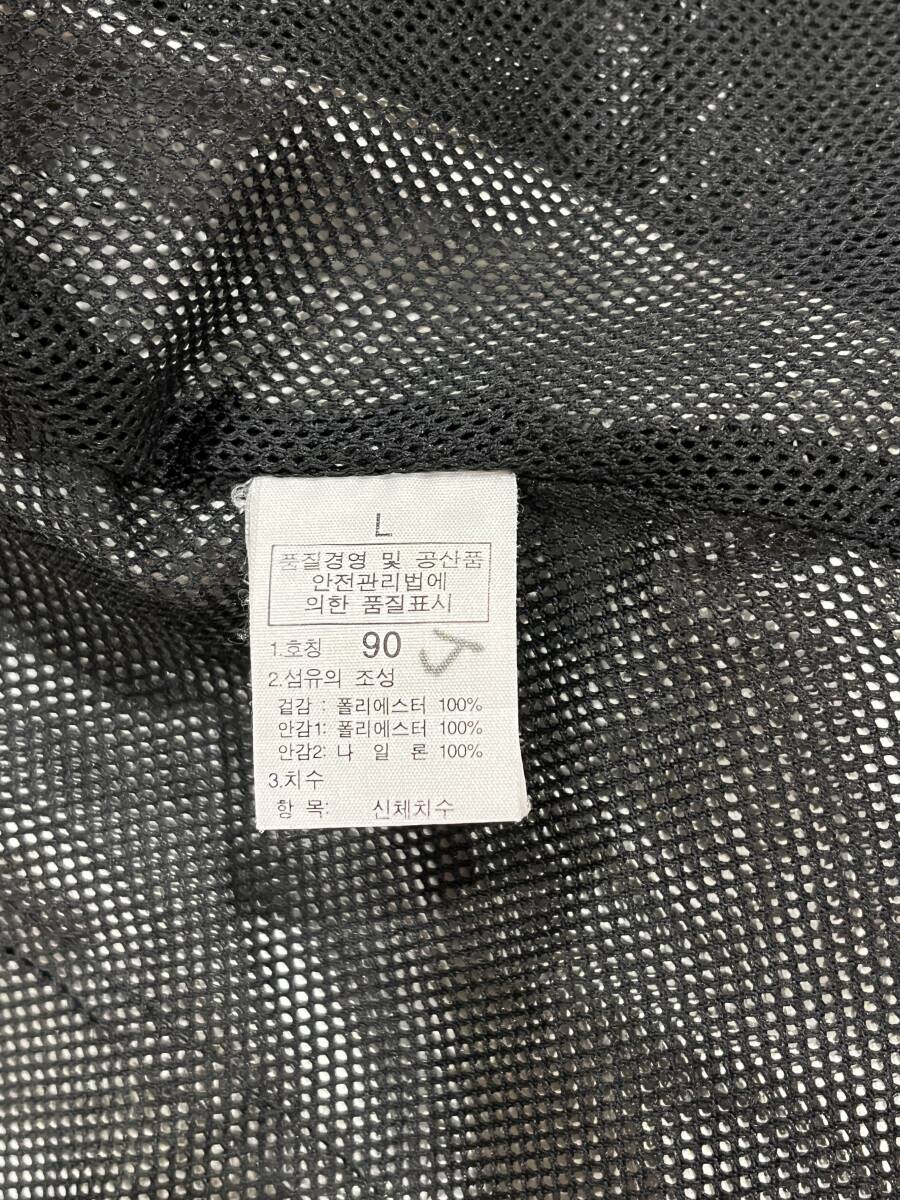 L
품질경영 및 공산품
안전관리법에
의한 품질표시
1.호칭 90
2.섬유의 조성
겉감 : 폴리에스터 100%
안감1: 폴리에스터 100%
안감2: 나 일 론 100%
3.치수
항 목: 신체치수